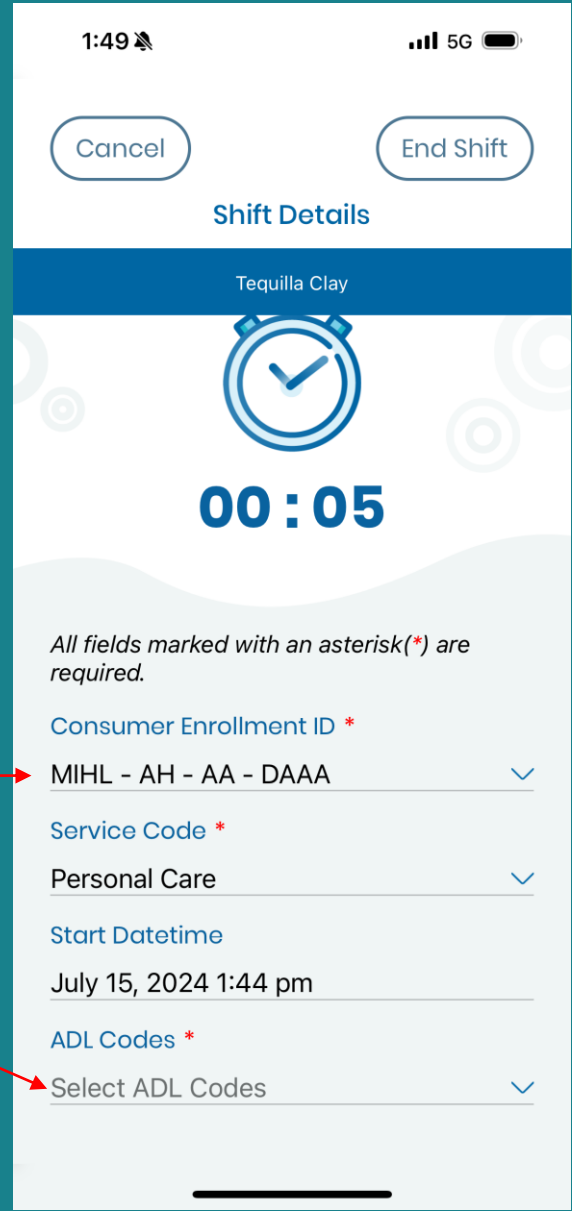 1:49 5G
Cancel End Shift
Shift Details
Tequilla Clay
00 : 05
All fields marked with an asterisk(*) are
required.
Consumer Enrollment ID *
MIHL - AH - AA - DAAA
Service Code *
Personal Care
Start Datetime
July 15, 2024 1:44 pm
ADL Codes *
Select ADL Codes